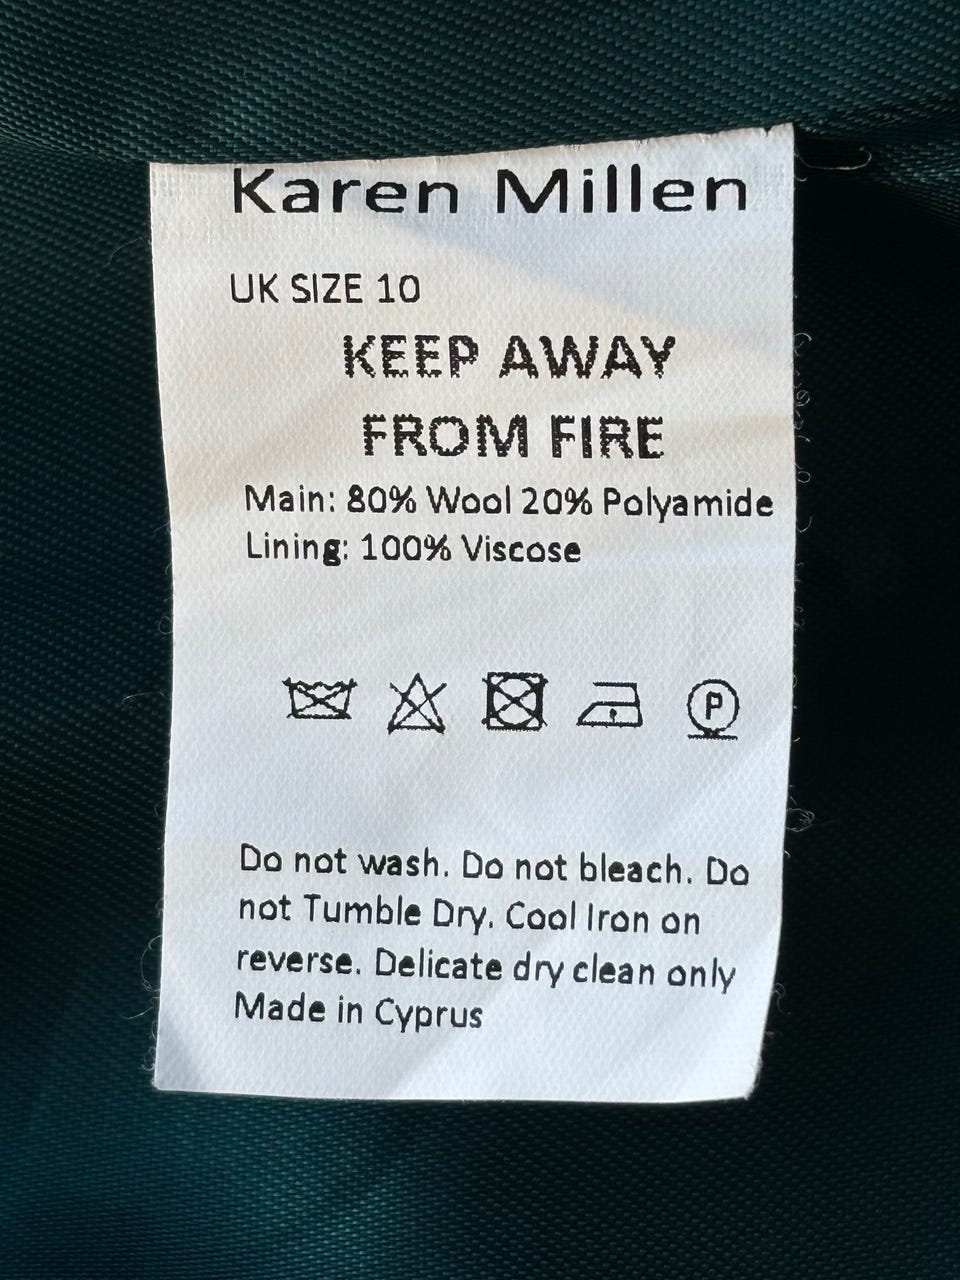 Karen Millen
UK SIZE 10
KEEP AWAY
FROM FIRE
Main: 80% Wool 20% Polyamide
Lining: 100% Viscose
P
Do not wash. Do not bleach. Do
not Tumble Dry. Cool Iron on
reverse. Delicate dry clean only
Made in Cyprus